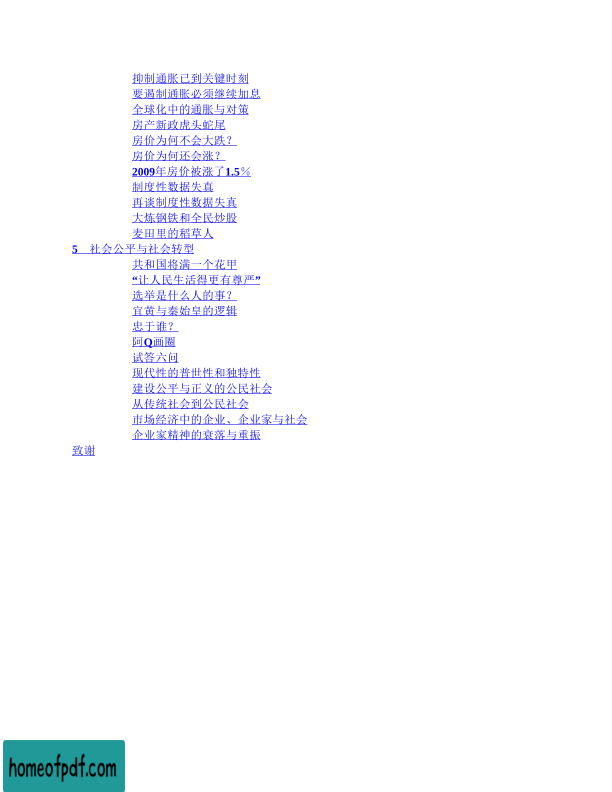 抑制通胀已到关键时刻
要遏制通胀必须继续加息
全球化中的通胀与对策
房产新政虎头蛇尾
房价为何不会大跌？
房价为何还会涨？
2009年房价被涨了1.5%
制度性数据失真
再谈制度性数据失真
大炼钢铁和全民炒股
麦田里的稻草人
5　社会公平与社会转型
共和国将满一个花甲
“让人民生活得更有尊严”
选举是什么人的事？
宜黄与秦始皇的逻辑
忠于谁？
阿Q画圈
试答六问
现代性的普世性和独特性
建设公平与正义的公民社会
从传统社会到公民社会
市场经济中的企业、企业家与社会
企业家精神的衰落与重振
致谢
homeofpdf.com